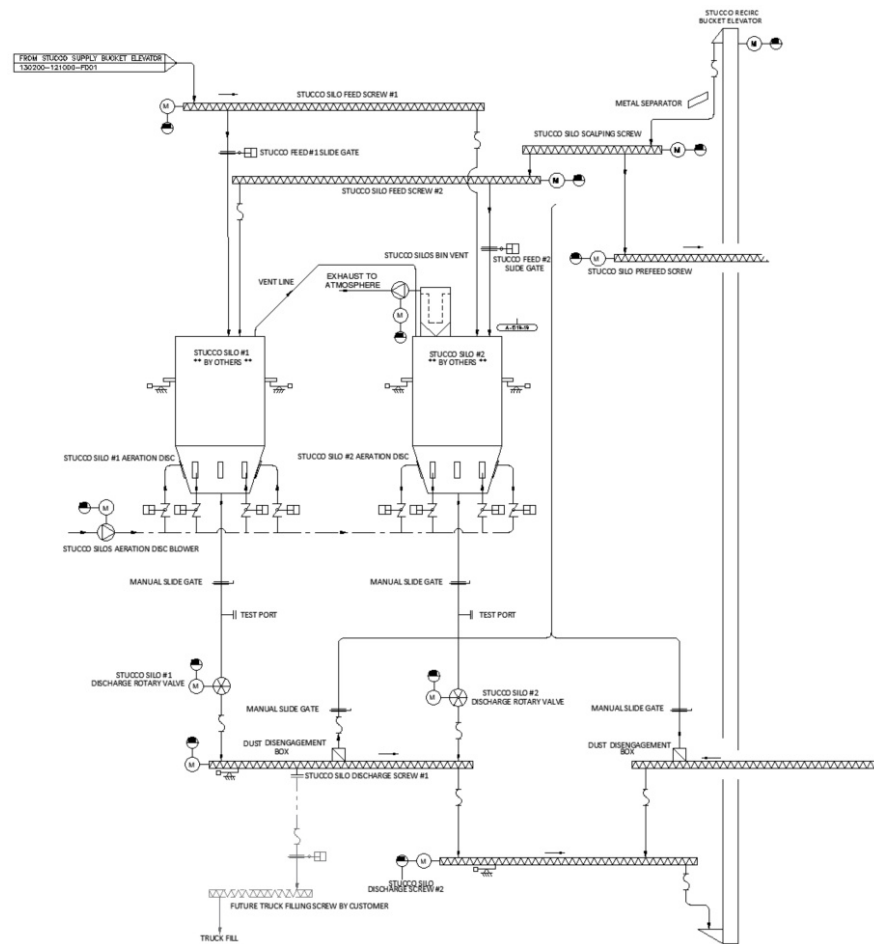 STUCCO RECIRC
BUCKET ELEVATOR
FROM STUCCO SUPPLY BUCKET ELEVATOR
130200-121000-FD01
STUCCO SILO FEED SCREW #1
M
M
METAL SEPARATOR
STUCCO SILO SCALPING SCREW
STUCCO FEED #1 SLIDE GATE
M
STUCCO SILO FEED SCREW #2
M
STUCCO SILOS BIN VENT
STUCCO FEED #2
SLIDE GATE
M
STUCCO SILO PREFEED SCREW
VENT LINE
EXHAUST TO
ATMOSPHERE
M
STUCCO SILO #1
** BY OTHERS **
STUCCO SILO #2
** BY OTHERS **
STUCCO SILO #1 AERATION DISC
STUCCO SILO #2 AERATION DISC
M
STUCCO SILOS AERATION DISC BLOWER
MANUAL SLIDE GATE
MANUAL SLIDE GATE
TEST PORT
TEST PORT
STUCCO SILO #1
DISCHARGE ROTARY VALVE
M
M
STUCCO SILO #2
DISCHARGE ROTARY VALVE
MANUAL SLIDE GATE
MANUAL SLIDE GATE
DUST DISENGAGEMENT
BOX
DUST DISENGAGEMENT
BOX
M
STUCCO SILO DISCHARGE SCREW #1
M
STUCCO SILO
DISCHARGE SCREW #2
FUTURE TRUCK FILLING SCREW BY CUSTOMER
TRUCK FILL